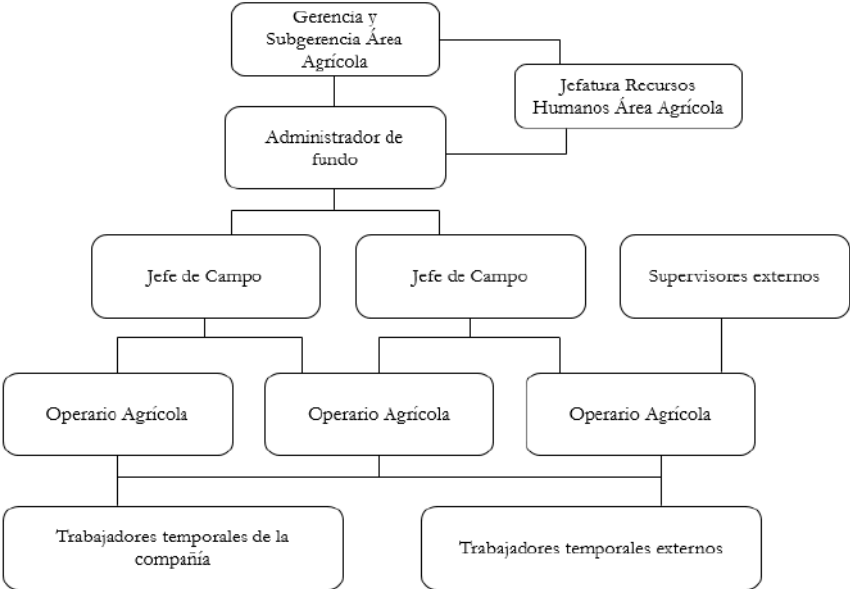 Gerencia y
Subgerencia Área
Agrícola
Jefatura Recursos
Humanos Área Agrícola
Administrador de
fundo
Jefe de Campo
Jefe de Campo
Supervisores externos
Operario Agrícola
Operario Agrícola
Operario Agrícola
Trabajadores temporales de la
compañía
Trabajadores temporales externos